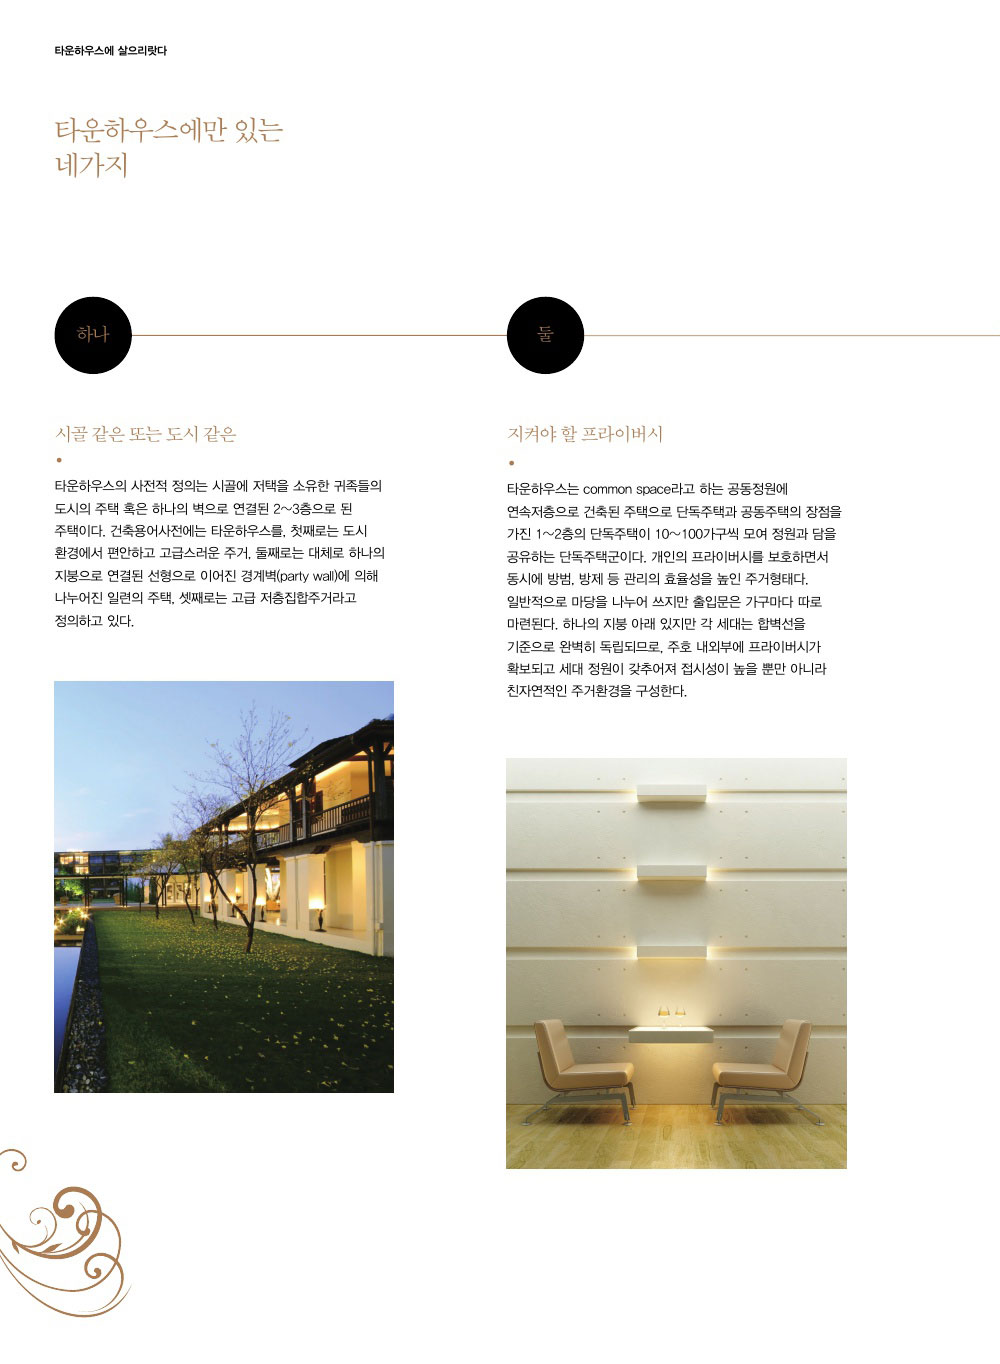 타운하우스에 살으리랏다
타운하우스에만 있는
네가지
하나
둘
시골 같은 또는 도시 같은
타운하우스의 사전적 정의는 시골에 저택을 소유한 귀족들의
도시의 주택 혹은 하나의 벽으로 연결된 2~3층으로 된
주택이다. 건축용어사전에는 타운하우스를, 첫째로는 도시
환경에서 편안하고 고급스러운 주거, 둘째로는 대체로 하나의
지붕으로 연결된 선형으로 이어진 경계벽(party wall)에 의해
나누어진 일련의 주택, 셋째로는 고급 저층집합주거라고
정의하고 있다.
지켜야 할 프라이버시
타운하우스는 common space라고 하는 공동정원에
연속저층으로 건축된 주택으로 단독주택과 공동주택의 장점을
가진 1~2층의 단독주택이 10~100가구씩 모여 정원과 담을
공유하는 단독주택군이다. 개인의 프라이버시를 보호하면서
동시에 방범, 방제 등 관리의 효율성을 높인 주거형태다.
일반적으로 마당을 나누어 쓰지만 출입문은 가구마다 따로
마련된다. 하나의 지붕 아래 있지만 각 세대는 합벽선을
기준으로 완벽히 독립되므로, 주호 내외부에 프라이버시가
확보되고 세대 정원이 갖추어져 접시성이 높을 뿐만 아니라
친자연적인 주거환경을 구성한다.